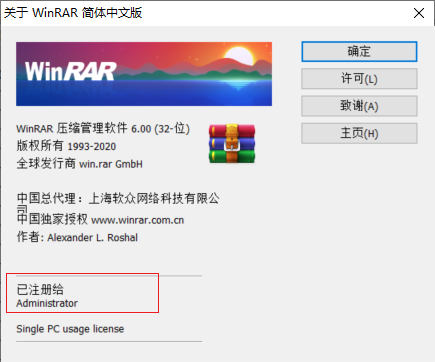 关于 WinRAR 简体中文版
WinRAR
确定
许可(L)
致谢(A)
主页(H)
WinRAR 压缩管理软件 6.00 (32-位)
版权所有 1993-2020
全球发行商 win.rar GmbH
中国总代理：上海软众网络科技有限公
司
中国独家授权 www.winrar.com.cn
作者: Alexander L. Roshal
已注册给
Administrator
Single PC usage license